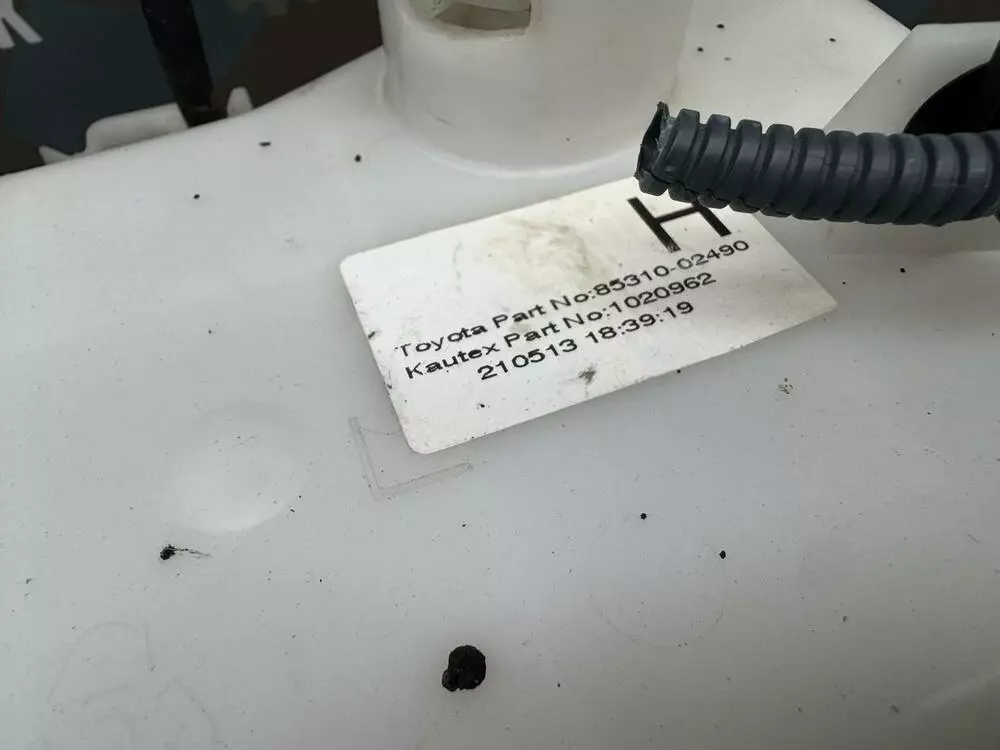 H
Toyota Part No:85310-02490
Kautex Part No:1020962
210513 18:39:19